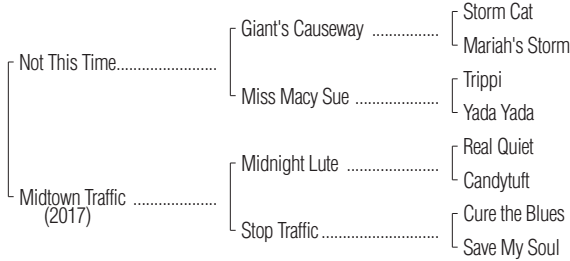 Storm Cat
Giant's Causeway ..................
Mariah's Storm
Not This Time..........................
Trippi
Miss Macy Sue ......................
Yada Yada
Real Quiet
Midnight Lute ........................
Candytuft
Midtown Traffic ......................
(2017)
Cure the Blues
Stop Traffic ..............................
Save My Soul